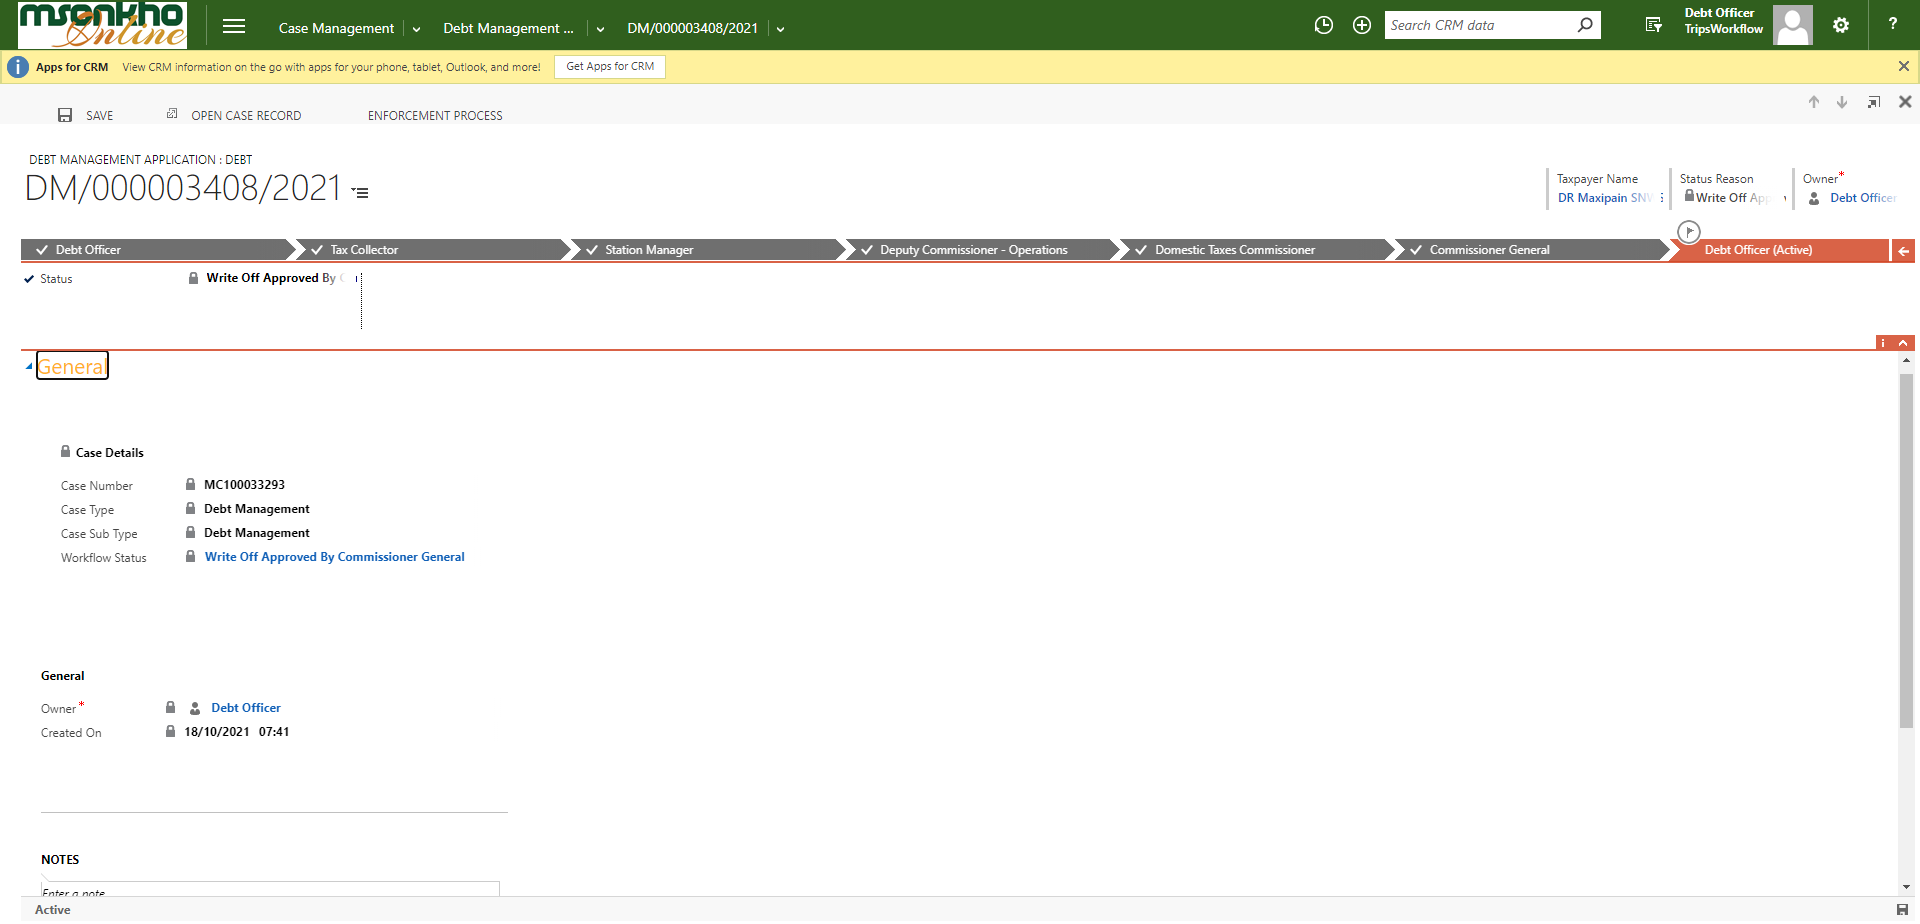 msonkho
Online
Case Management
Debt Management ...
DM/000003408/2021
Search CRM data
Debt Officer
TripsWorkflow
?
Apps for CRM View CRM information on the go with apps for your phone, tablet, Outlook, and more! Get Apps for CRM
SAVE
OPEN CASE RECORD
ENFORCEMENT PROCESS
DEBT MANAGEMENT APPLICATION : DEBT
DM/000003408/2021
Taxpayer Name
DR Maxipain
Status Reason
Write Off
Owner*
Debt Officer
Debt Officer
Tax Collector
Station Manager
Deputy Commissioner - Operations
Domestic Taxes Commissioner
Commissioner General
Debt Officer (Active)
Status
Write Off Approved By
General
Case Details
Case Number MC100033293
Case Type Debt Management
Case Sub Type Debt Management
Workflow Status Write Off Approved By Commissioner General
General
Owner* Debt Officer
Created On 18/10/2021 07:41
NOTES
Enter a note
Active